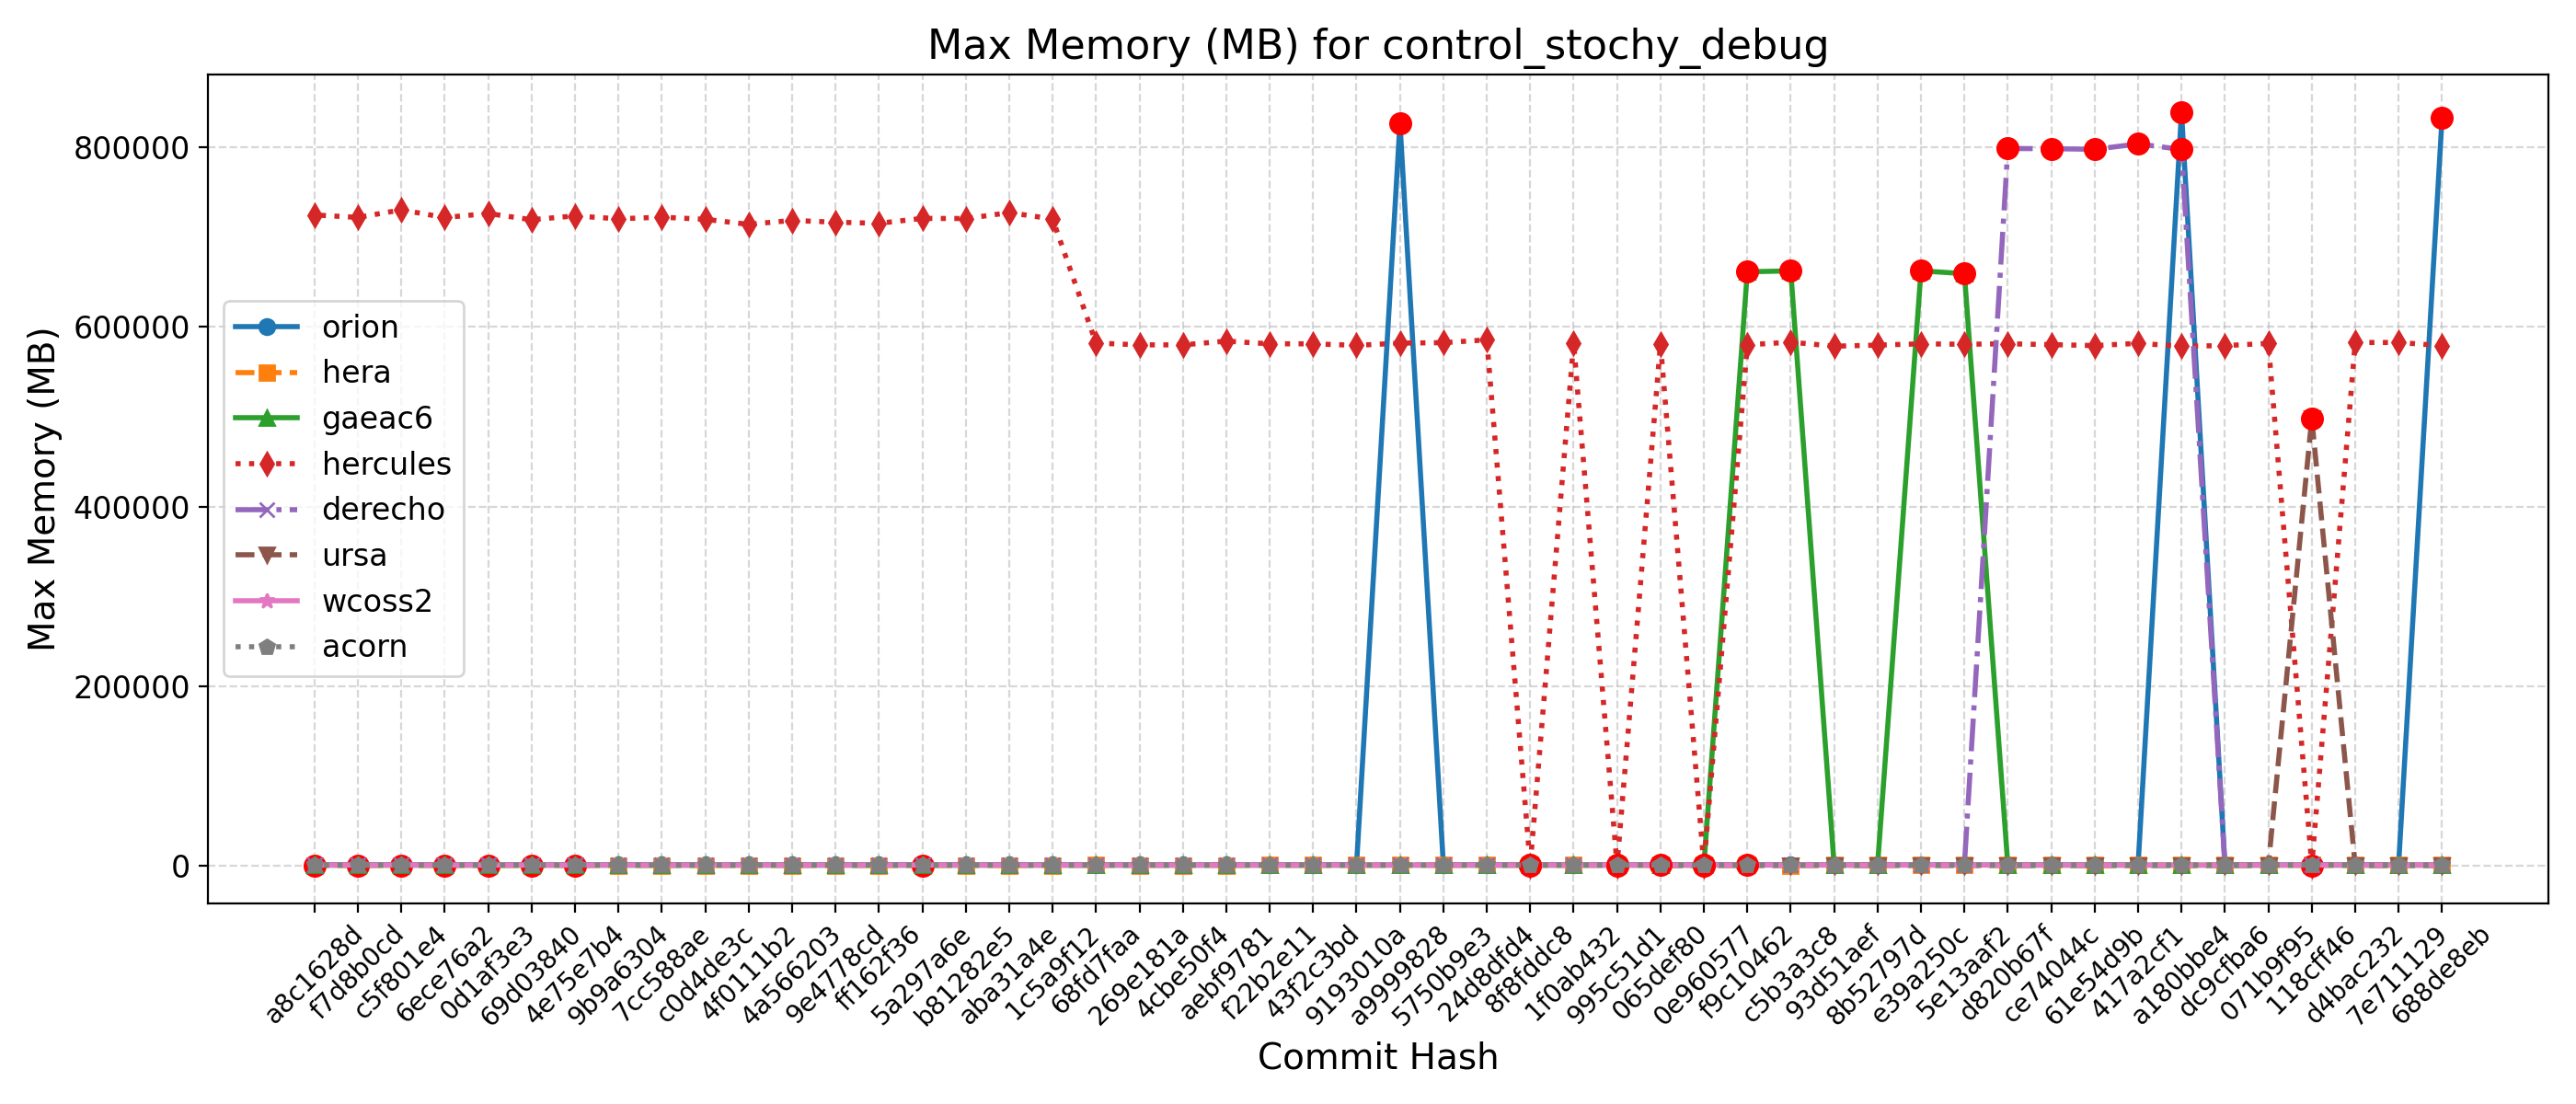 Max Memory (MB) for control_stochy_debug
Max Memory (MB)
800000
600000
400000
200000
0
orion
hera
gaeac6
hercules
derecho
ursa
wcoss2
acorn
a8c1628d
f7d8b0cd
c5f801e4
6ece76a2
0d1af3e3
69d03840
4e75e7b4
9b9a6304
7cc588ae
c0d4de3c
4f0111b2
4a566203
9e4778cd
ff162f36
5a297a6e
b81282e5
aba31a4e
1c5a9f12
68fd7faa
269e181a
4cbe50f4
aebf9781
f22b2e11
43f2c3bd
9193010a
a9999828
5750b9e3
24d8dfd4
8f8fddc8
1f0ab432
995c51d1
065def80
0e960577
f9c10462
c5b3a3c8
93d51aef
8b52797d
e39a250c
5e13aaf2
d820b67f
ce74044c
61e54d9b
417a2cf1
a180bbe4
dc9cfba6
071b9f95
118cff46
d4bac232
7e711129
688de8eb
Commit Hash